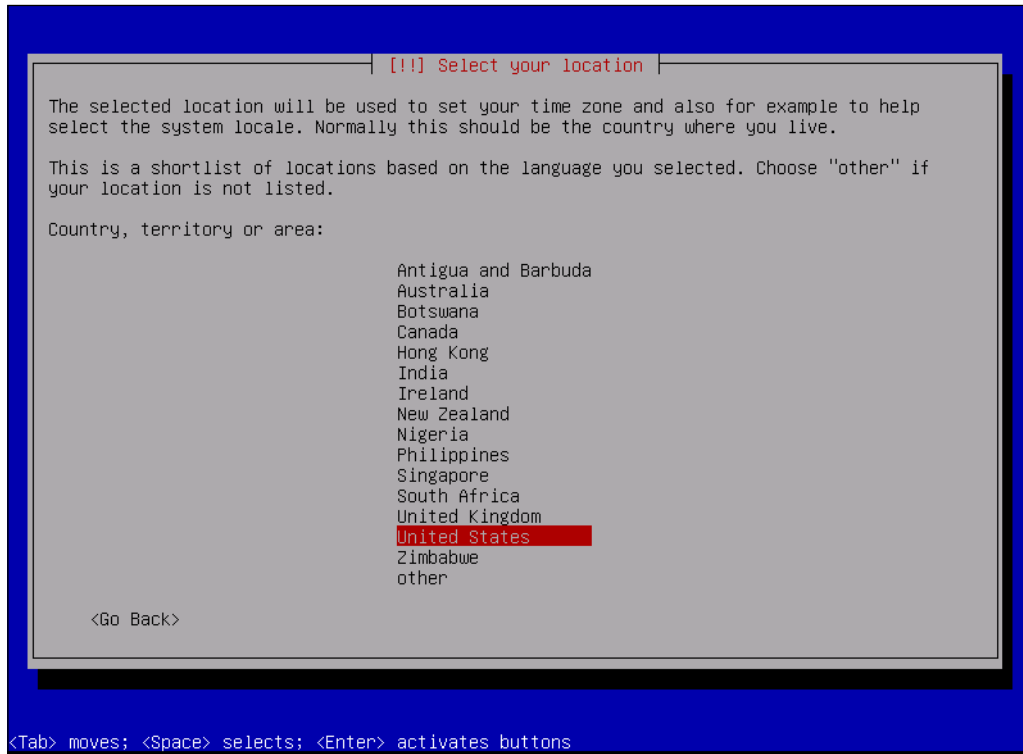 [!!] Select your location
The selected location will be used to set your time zone and also for example to help
select the system locale. Normally this should be the country where you live.
This is a shortlist of locations based on the language you selected. Choose "other" if
your location is not listed.
Country, territory or area:
Antigua and Barbuda
Australia
Botswana
Canada
Hong Kong
India
Ireland
New Zealand
Nigeria
Philippines
Singapore
South Africa
United Kingdom
United States
Zimbabwe
other
<Go Back>
<Tab> moves; <Space> selects; <Enter> activates buttons